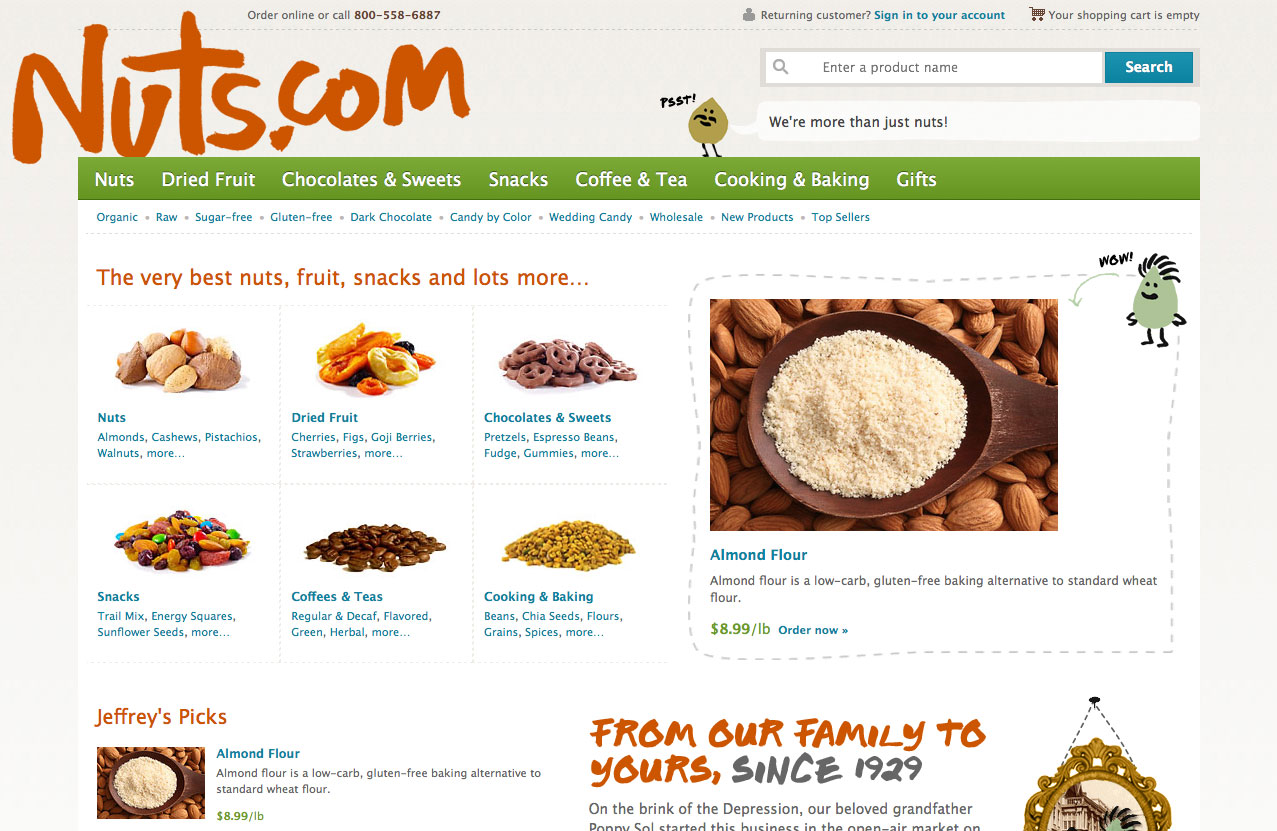 Order online or call 800-558-6887
Returning customer? Sign in to your account
Your shopping cart is empty
Nuts.com
Enter a product name
Search
PSST!
We're more than just nuts!
Nuts Dried Fruit Chocolates & Sweets Snacks Coffee & Tea Cooking & Baking Gifts
Organic • Raw • Sugar-free • Gluten-free • Dark Chocolate • Candy by Color • Wedding Candy • Wholesale • New Products • Top Sellers
The very best nuts, fruit, snacks and lots more...
WOW!
Nuts
Almonds, Cashews, Pistachios,
Walnuts, more...
Dried Fruit
Cherries, Figs, Goji Berries,
Strawberries, more...
Chocolates & Sweets
Pretzels, Espresso Beans,
Fudge, Gummies, more...
Snacks
Trail Mix, Energy Squares,
Sunflower Seeds, more...
Coffees & Teas
Regular & Decaf, Flavored,
Green, Herbal, more...
Cooking & Baking
Beans, Chia Seeds, Flours,
Grains, Spices, more...
Almond Flour
Almond flour is a low-carb, gluten-free baking alternative to standard wheat
flour.
$8.99/lb Order now »
Jeffrey's Picks
Almond Flour
Almond flour is a low-carb, gluten-free baking alternative to
standard wheat flour.
$8.99/lb
FROM OUR FAMILY TO
YOURS, SINCE 1929
On the brink of the Depression, our beloved grandfather
Poppy Sol started this business in the open-air market on